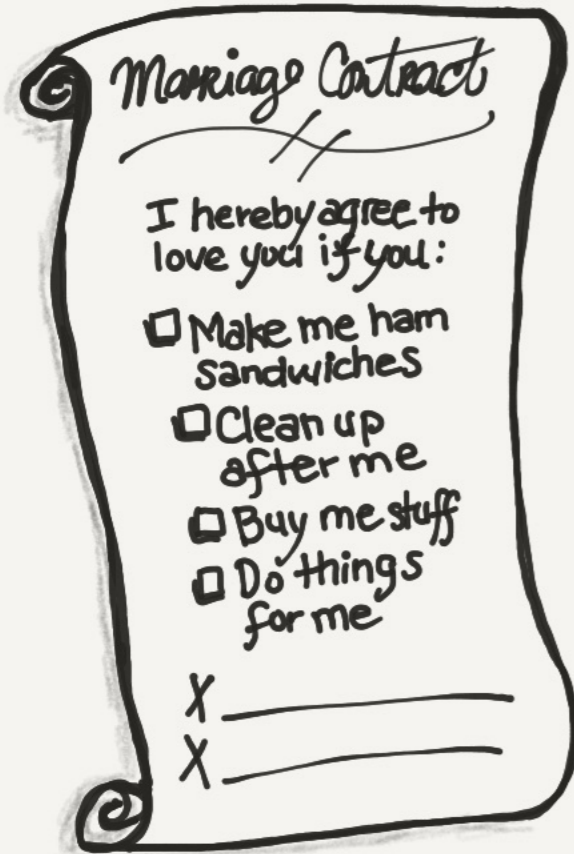 Marriage Contract
I hereby agree to
love you if you:
Make me ham
sandwiches
Clean up
after me
Buy me stuff
Do things
for me
X
X